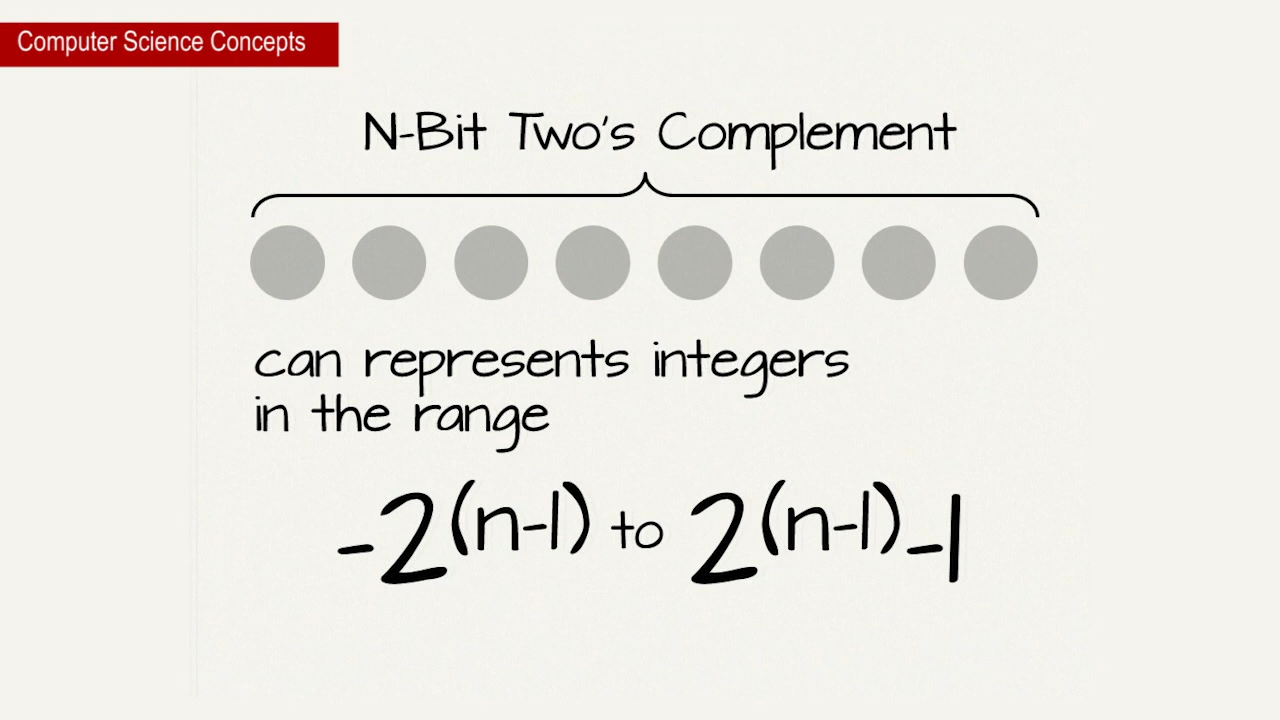 Computer Science Concepts
N-Bit Two's Complement
can represents integers
in the range
-2^(n-1) to 2^(n-1)-1